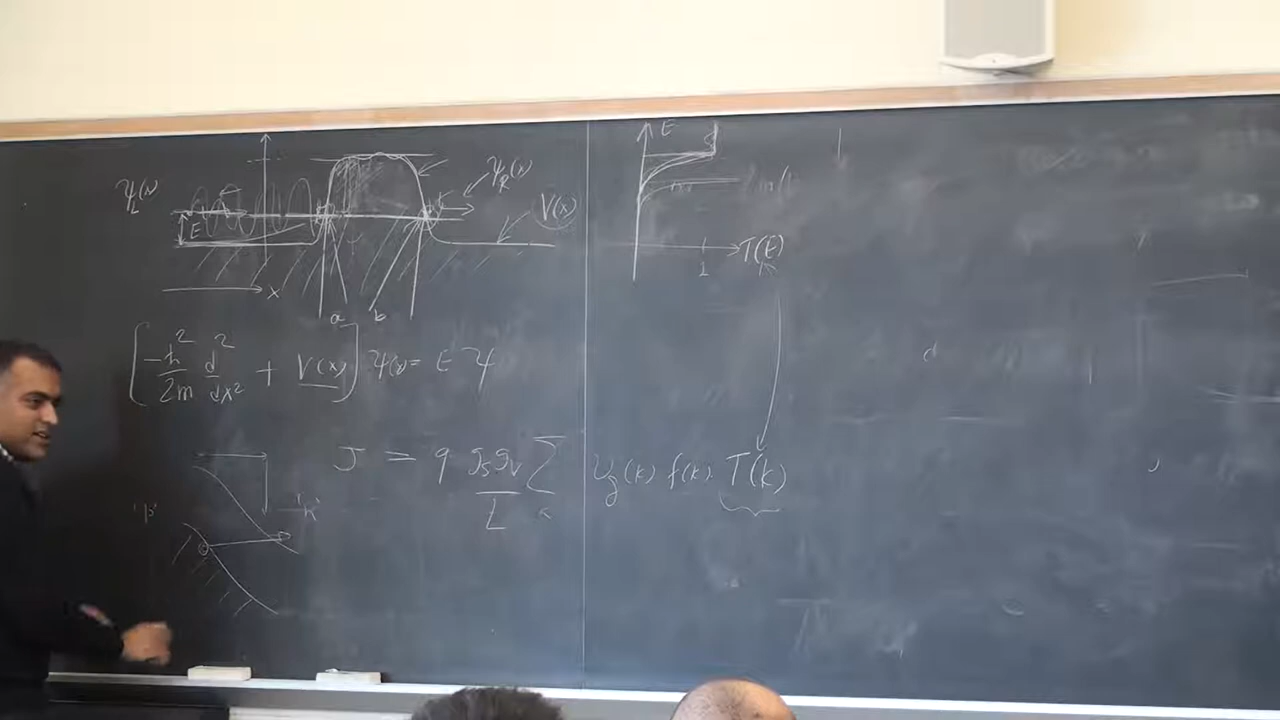 ψ_L(x)
ψ_R(x)
V(x)
E
x
a b
E
1
T(E)
[-ħ²/2m d²/dx² + V(x)] ψ(x) = E ψ
J = q g_s g_v / L Σ_k v_g(k) f(k) T(k)
'p' 'n'